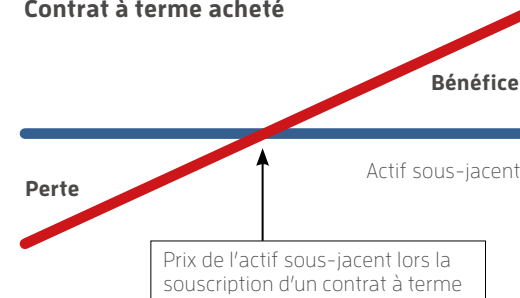 Contrat à terme acheté
Bénéfice
Actif sous-jacent
Perte
Prix de l'actif sous-jacent lors la
souscription d'un contrat à terme